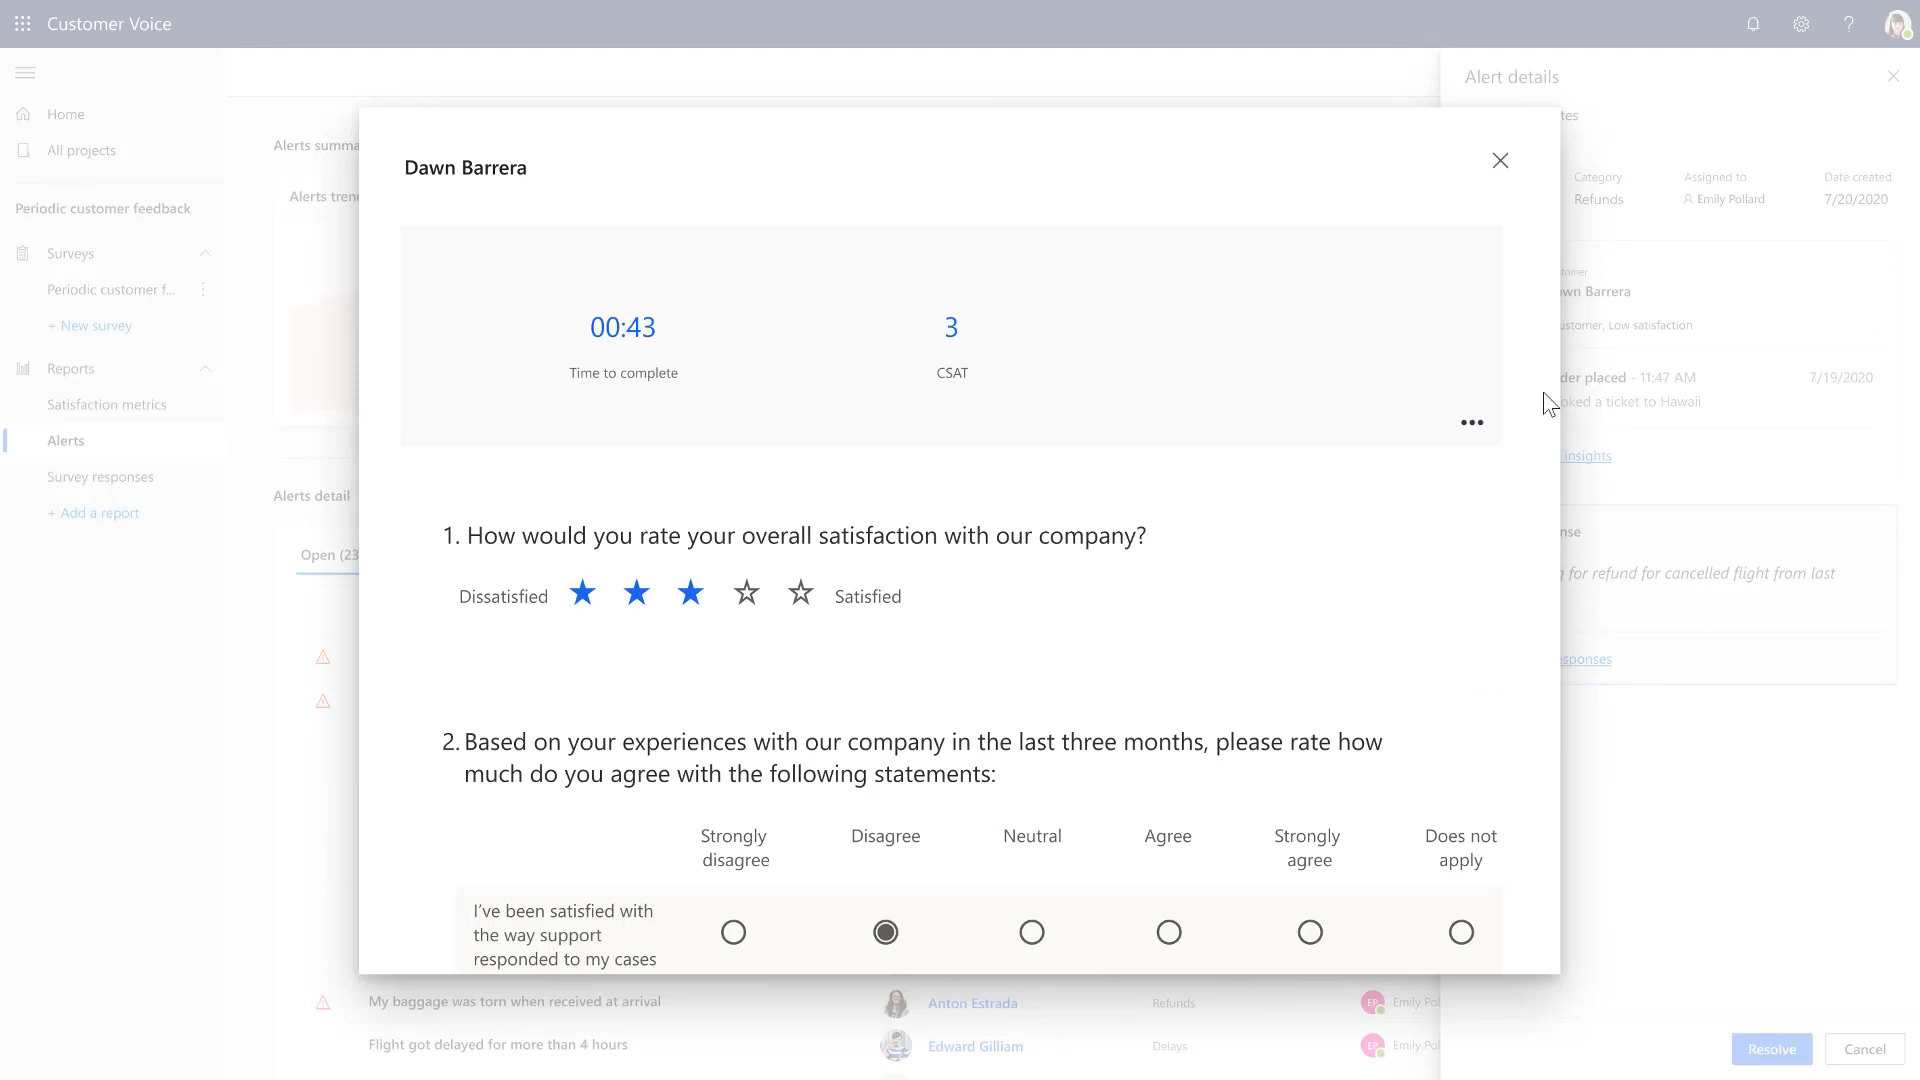 Customer Voice
Home
All projects
Periodic customer feedback
Surveys
Periodic customer f...
+ New survey
Reports
Satisfaction metrics
Alerts
Survey responses
+ Add a report
Alerts
Alerts
Alerts detail
Open (23
Dawn Barrera
00:43
Time to complete
3
CSAT
1. How would you rate your overall satisfaction with our company?
Dissatisfied
Satisfied
2. Based on your experiences with our company in the last three months, please rate how
much do you agree with the following statements:
Strongly
disagree
Disagree
Neutral
Agree
Strongly
agree
Does not
apply
I've been satisfied with
the way support
responded to my cases
My baggage was torn when received at arrival
Anton Estrada
Refunds
EP
Emily
Flight got delayed for more than 4 hours
Edward Gilliam
Delays
EP
Emily
Alert details
Category
Refunds
Assigned to
Emily Pollard
Date created
7/20/2020
Barrera
Low satisfaction
placed - 11:47 AM
7/19/2020
a ticket to Hawaii
insights
for refund for cancelled flight from last
Resolve
Cancel